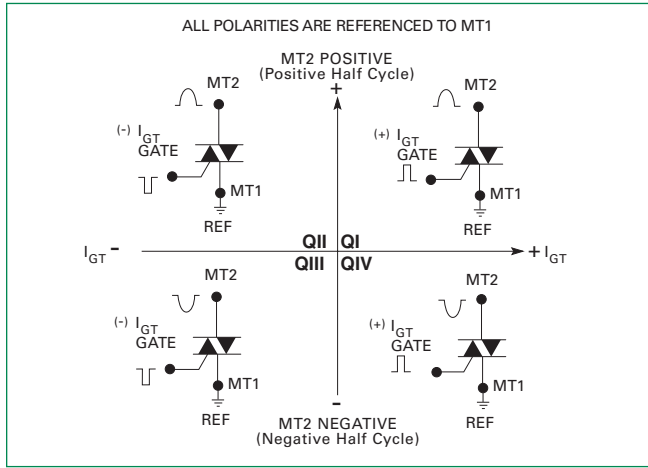 ALL POLARITIES ARE REFERENCED TO MT1
MT2 POSITIVE
(Positive Half Cycle)
+
MT2
(-) IGT
GATE
MT1
REF
MT2
(+) IGT
GATE
MT1
REF
IGT -
QII QI
QIII QIV
+ IGT
MT2
(-) IGT
GATE
MT1
REF
MT2
(+) IGT
GATE
MT1
REF
-
MT2 NEGATIVE
(Negative Half Cycle)